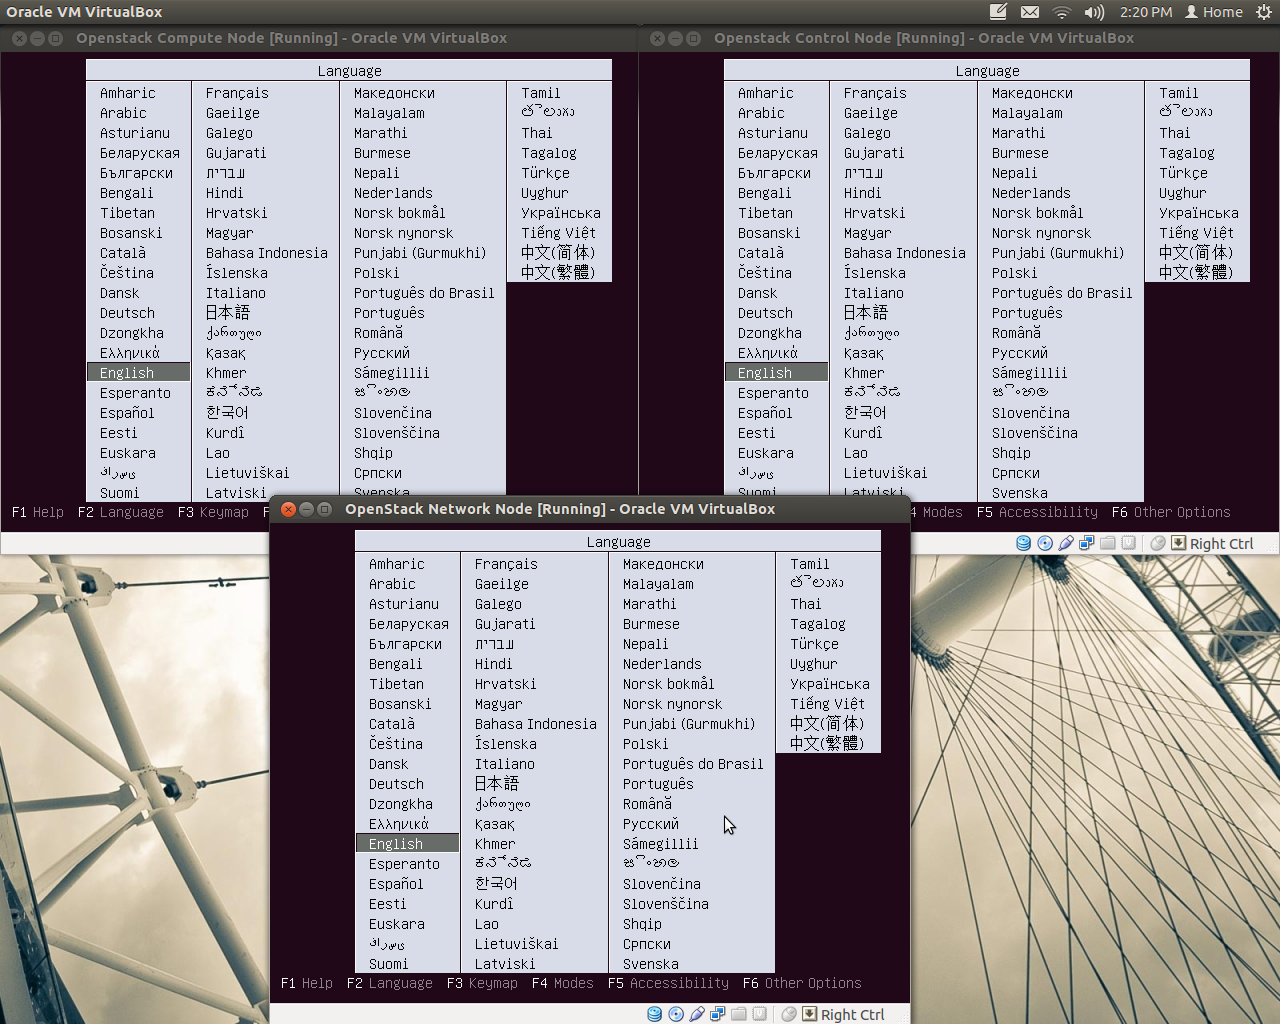 Oracle VM VirtualBox 2:20 PM Home
Openstack Compute Node [Running] - Oracle VM VirtualBox
Language
Amharic Français Македонски Tamil
Arabic Gaeilge Malayalam తెలుగు
Asturianu Galego Marathi Thai
Беларуская Gujarati Burmese Tagalog
Български עברית Nepali Türkçe
Bengali Hindi Nederlands Uyghur
Tibetan Hrvatski Norsk bokmål Українська
Bosanski Magyar Norsk nynorsk Tiếng Việt
Català Bahasa Indonesia Punjabi (Gurmukhi) 中文(简体)
Čeština Íslenska Polski 中文(繁體)
Dansk Italiano Português do Brasil
Deutsch 日本語 Português
Dzongkha ქართული Română
Ελληνικά Қазақ Русский
English Khmer Sámegillii
Esperanto ಕನ್ನಡ සිංහල
Español 한국어 Slovenčina
Eesti Kurdî Slovenščina
Euskara Lao Shqip
فارسی Lietuviškai Српски
Suomi Latviski Svenska
F1 Help F2 Language F3 Keymap
Openstack Control Node [Running] - Oracle VM VirtualBox
Language
Amharic Français Македонски Tamil
Arabic Gaeilge Malayalam తెలుగు
Asturianu Galego Marathi Thai
Беларуская Gujarati Burmese Tagalog
Български עברית Nepali Türkçe
Bengali Hindi Nederlands Uyghur
Tibetan Hrvatski Norsk bokmål Українська
Bosanski Magyar Norsk nynorsk Tiếng Việt
Català Bahasa Indonesia Punjabi (Gurmukhi) 中文(简体)
Čeština Íslenska Polski 中文(繁體)
Dansk Italiano Português do Brasil
Deutsch 日本語 Português
Dzongkha ქართული Română
Ελληνικά Қазақ Русский
English Khmer Sámegillii
Esperanto ಕನ್ನಡ සිංහල
Español 한국어 Slovenčina
Eesti Kurdî Slovenščina
Euskara Lao Shqip
فارسی Lietuviškai Српски
Suomi Latviski Svenska
4 Modes F5 Accessibility F6 Other Options
Right Ctrl
OpenStack Network Node [Running] - Oracle VM VirtualBox
Language
Amharic Français Македонски Tamil
Arabic Gaeilge Malayalam తెలుగు
Asturianu Galego Marathi Thai
Беларуская Gujarati Burmese Tagalog
Български עברית Nepali Türkçe
Bengali Hindi Nederlands Uyghur
Tibetan Hrvatski Norsk bokmål Українська
Bosanski Magyar Norsk nynorsk Tiếng Việt
Català Bahasa Indonesia Punjabi (Gurmukhi) 中文(简体)
Čeština Íslenska Polski 中文(繁體)
Dansk Italiano Português do Brasil
Deutsch 日本語 Português
Dzongkha ქართული Română
Ελληνικά Қазақ Русский
English Khmer Sámegillii
Esperanto ಕನ್ನಡ සිංහල
Español 한국어 Slovenčina
Eesti Kurdî Slovenščina
Euskara Lao Shqip
فارسی Lietuviškai Српски
Suomi Latviski Svenska
F1 Help F2 Language F3 Keymap F4 Modes F5 Accessibility F6 Other Options
Right Ctrl